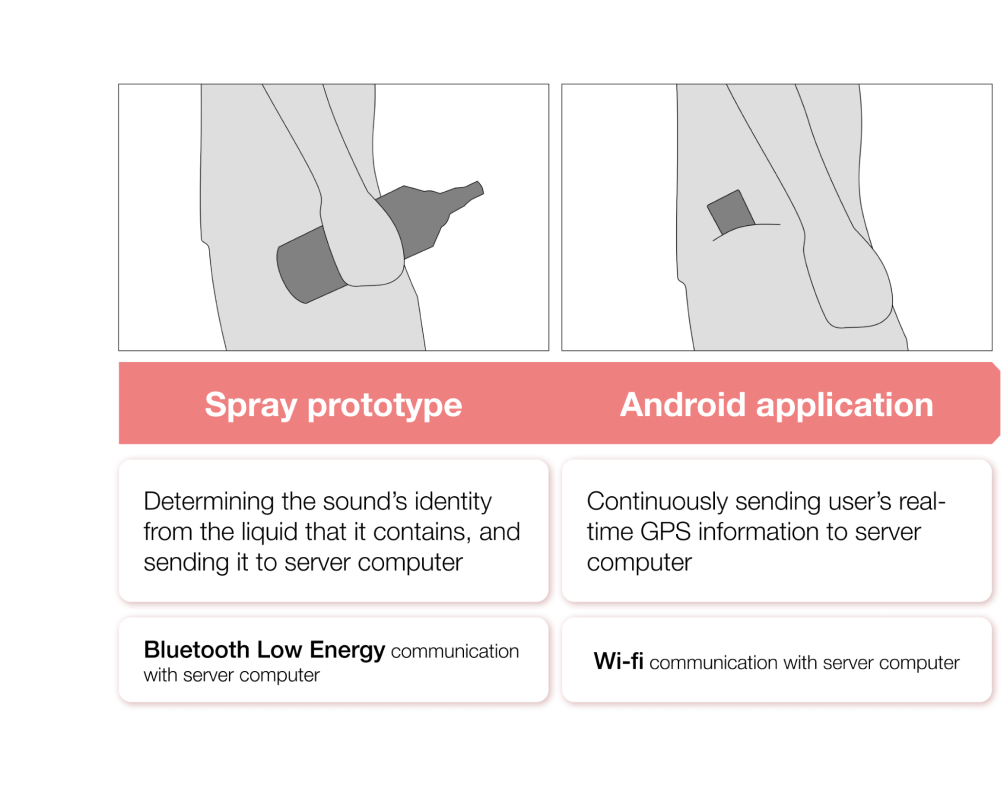 Spray prototype
Android application
Determining the sound’s identity
from the liquid that it contains, and
sending it to server computer
Continuously sending user’s real-
time GPS information to server
computer
Bluetooth Low Energy communication
with server computer
Wi-fi communication with server computer